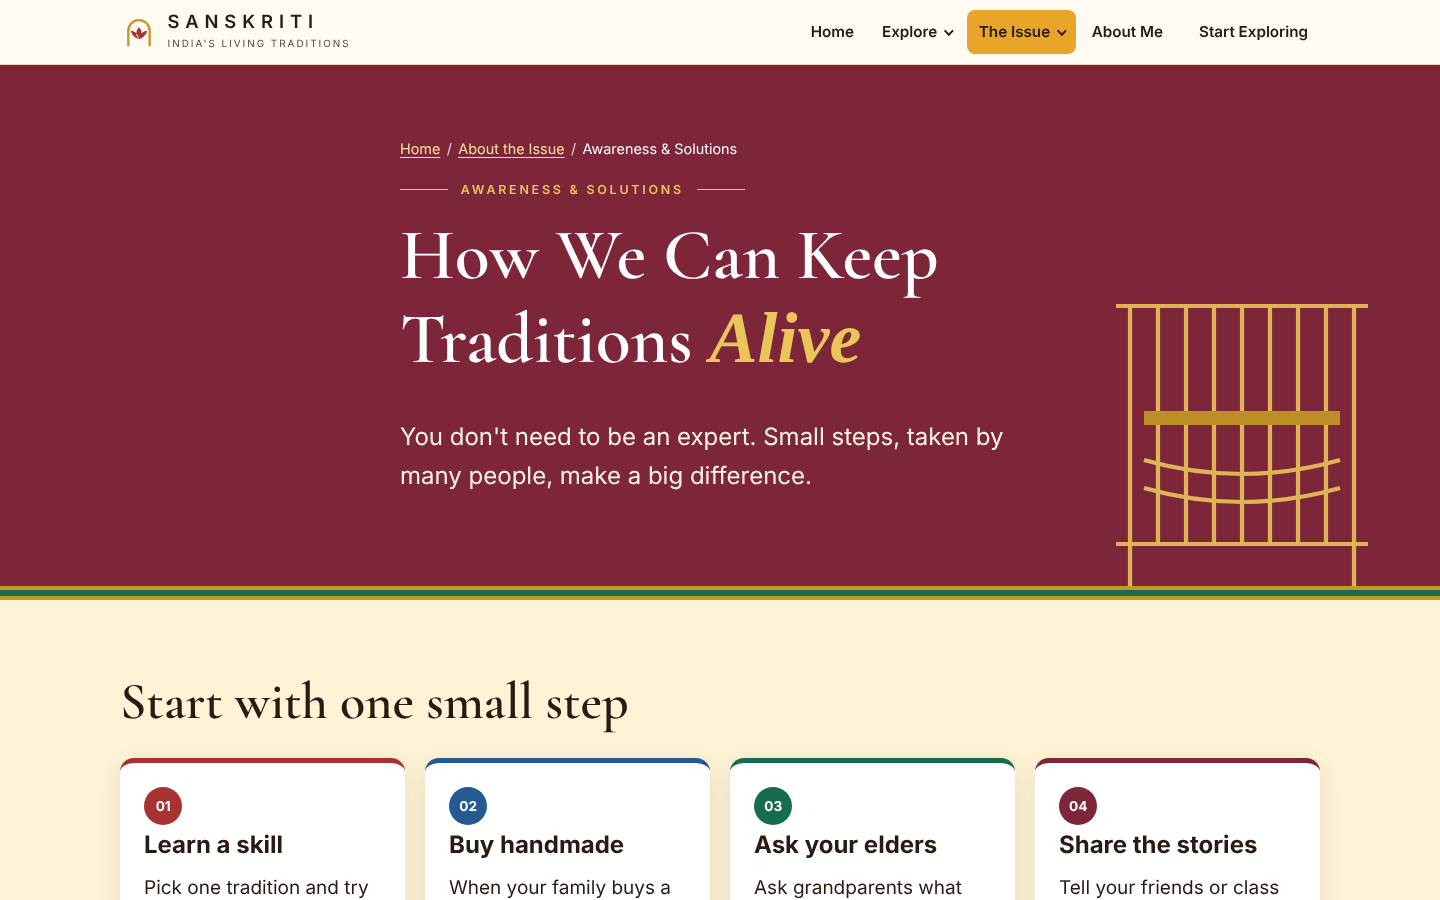 SANSKRITI
INDIA'S LIVING TRADITIONS
Home
Explore
The Issue
About Me
Start Exploring
Home / About the Issue / Awareness & Solutions
AWARENESS & SOLUTIONS
How We Can Keep
Traditions Alive
You don't need to be an expert. Small steps, taken by
many people, make a big difference.
Start with one small step
01
Learn a skill
Pick one tradition and try
02
Buy handmade
When your family buys a
03
Ask your elders
Ask grandparents what
04
Share the stories
Tell your friends or class